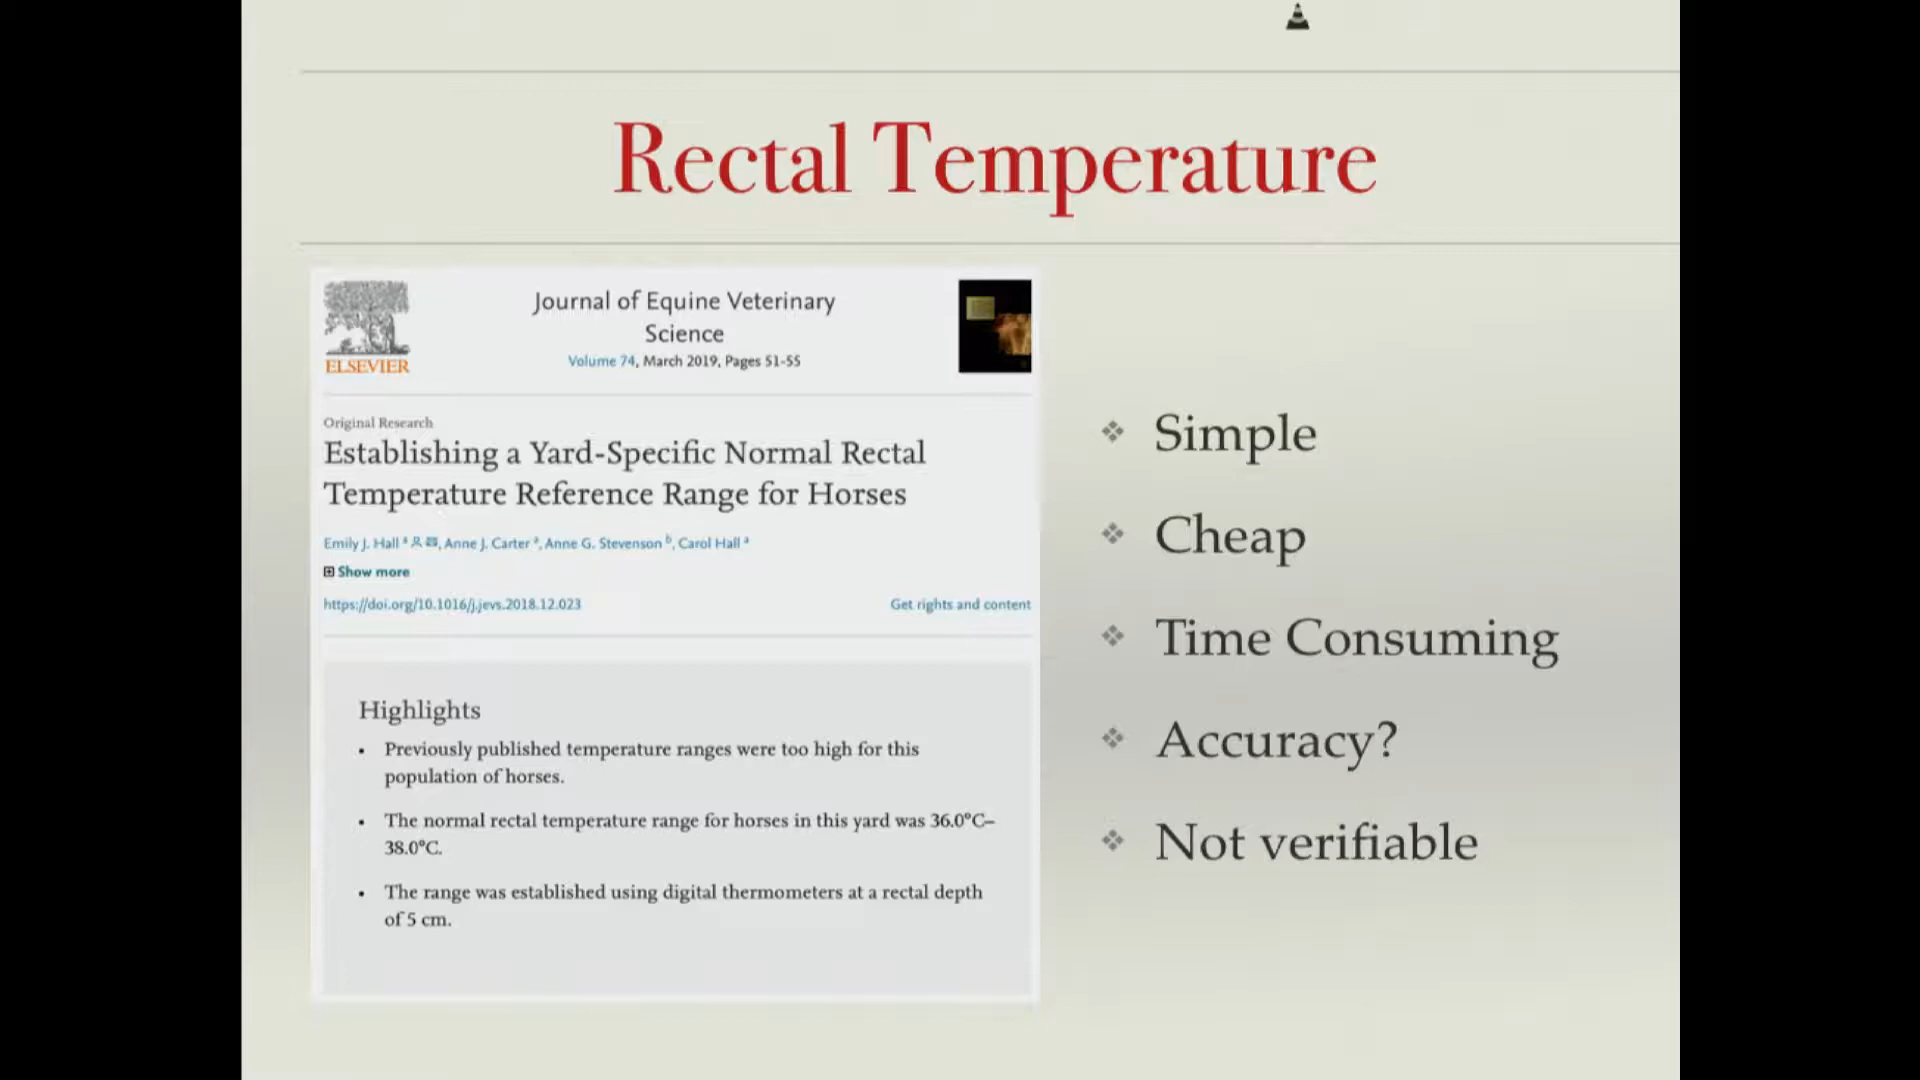 Rectal Temperature
Journal of Equine Veterinary
Science
Volume 74, March 2019, Pages 51-55
ELSEVIER
Original Research
Establishing a Yard-Specific Normal Rectal
Temperature Reference Range for Horses
Emily J. Hall a, Anne J. Carter a, Anne G. Stevenson b, Carol Hall a
Show more
https://doi.org/10.1016/j.jevs.2018.12.023
Get rights and content
Highlights
• Previously published temperature ranges were too high for this
population of horses.
• The normal rectal temperature range for horses in this yard was 36.0°C–
38.0°C.
• The range was established using digital thermometers at a rectal depth
of 5 cm.
❖ Simple
❖ Cheap
❖ Time Consuming
❖ Accuracy?
❖ Not verifiable